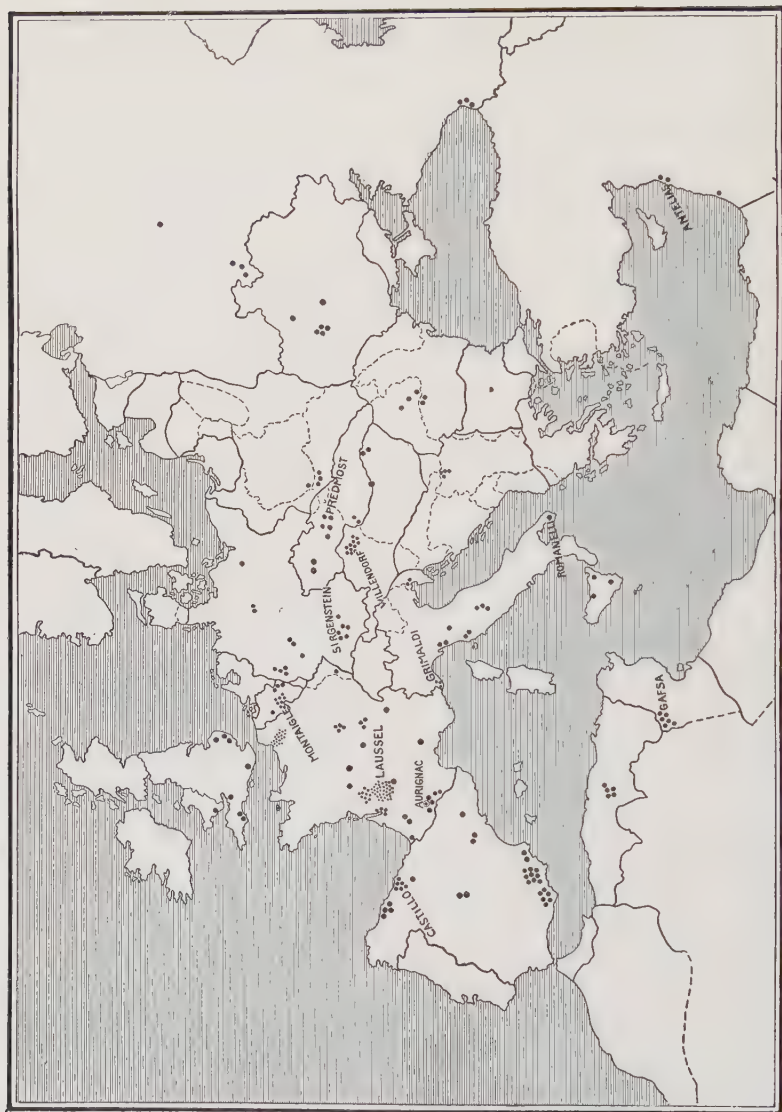 MONTAIGLE
SIRGENSTEIN
PREDMOST
WILLENDORF
LAUSSEL
AURIGNAC
GRIMALDI
CASTILLO
ROMANELLI
GAFSA
ANTELIAS